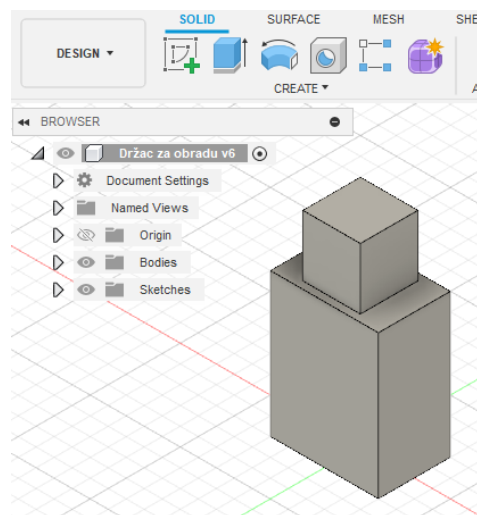 SOLID SURFACE MESH SHE
DESIGN ▾
CREATE ▾ A
BROWSER
Držac za obradu v6
Document Settings
Named Views
Origin
Bodies
Sketches